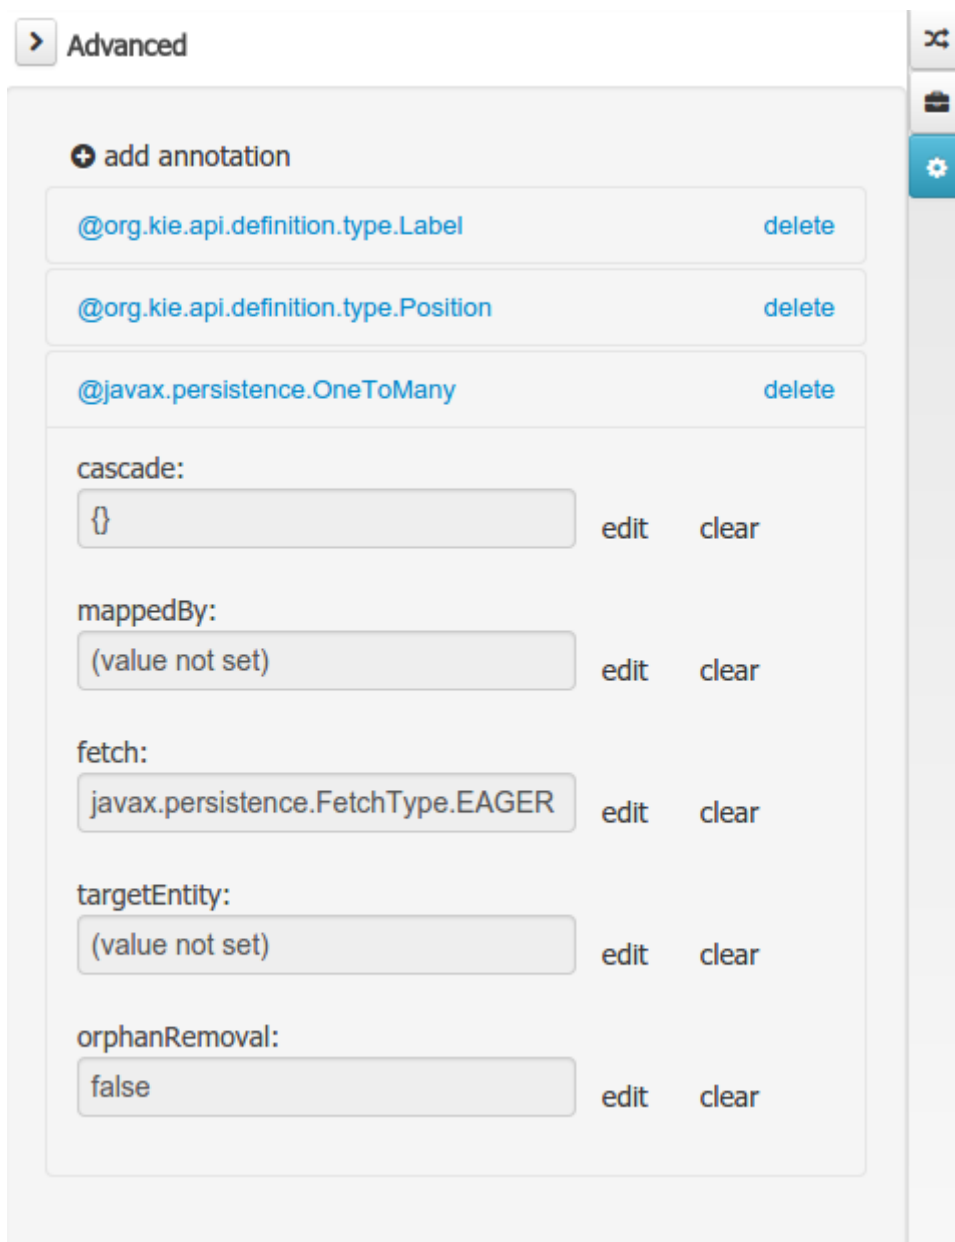 Advanced
add annotation
@org.kie.api.definition.type.Label delete
@org.kie.api.definition.type.Position delete
@javax.persistence.OneToMany delete
cascade:
{} edit clear
mappedBy:
(value not set) edit clear
fetch:
javax.persistence.FetchType.EAGER edit clear
targetEntity:
(value not set) edit clear
orphanRemoval:
false edit clear